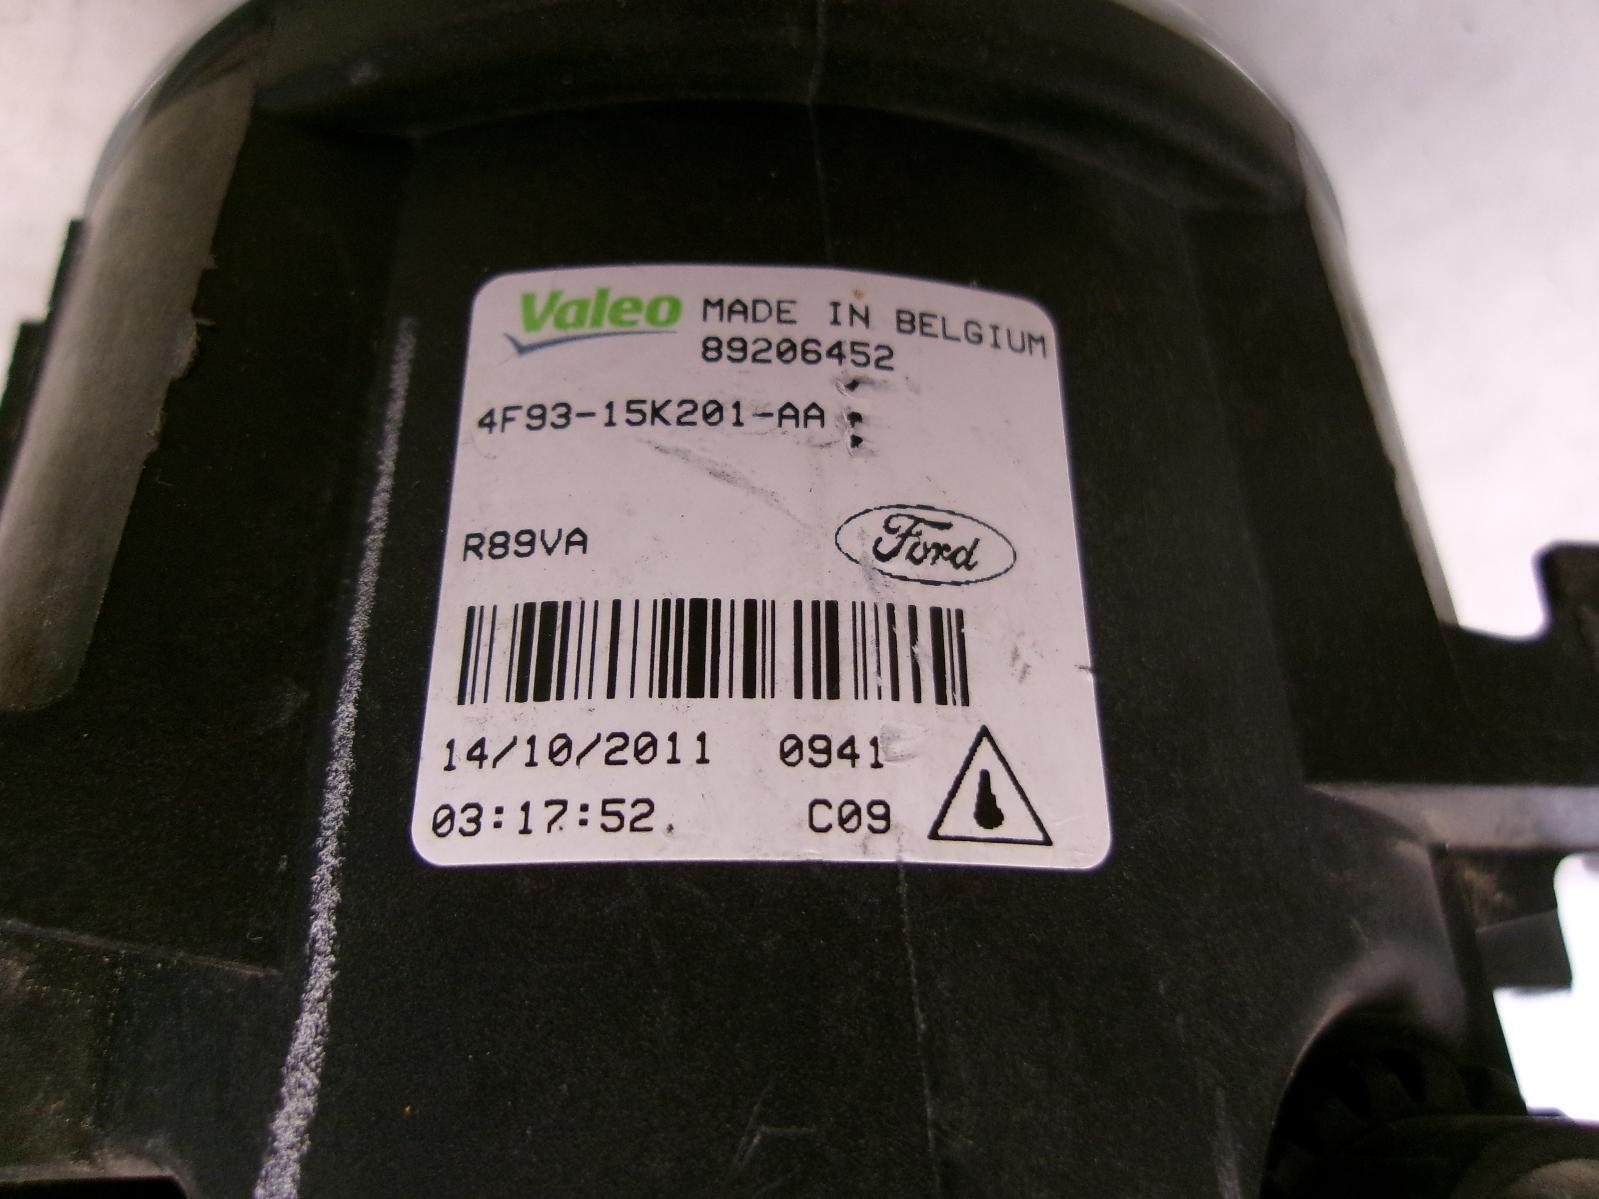 Valeo MADE IN BELGIUM
89206452
4F93-15K201-AA
R89VA
Ford
14/10/2011 0941
03:17:52 C09